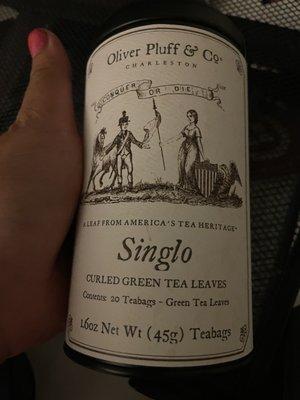 Oliver Pluff & Co.
CHARLESTON
CONQUER OR DIE
A LEAF FROM AMERICA'S TEA HERITAGE
Singlo
CURLED GREEN TEA LEAVES
Contents: 20 Teabags - Green Tea Leaves
1.6oz Net Wt (45g) Teabags